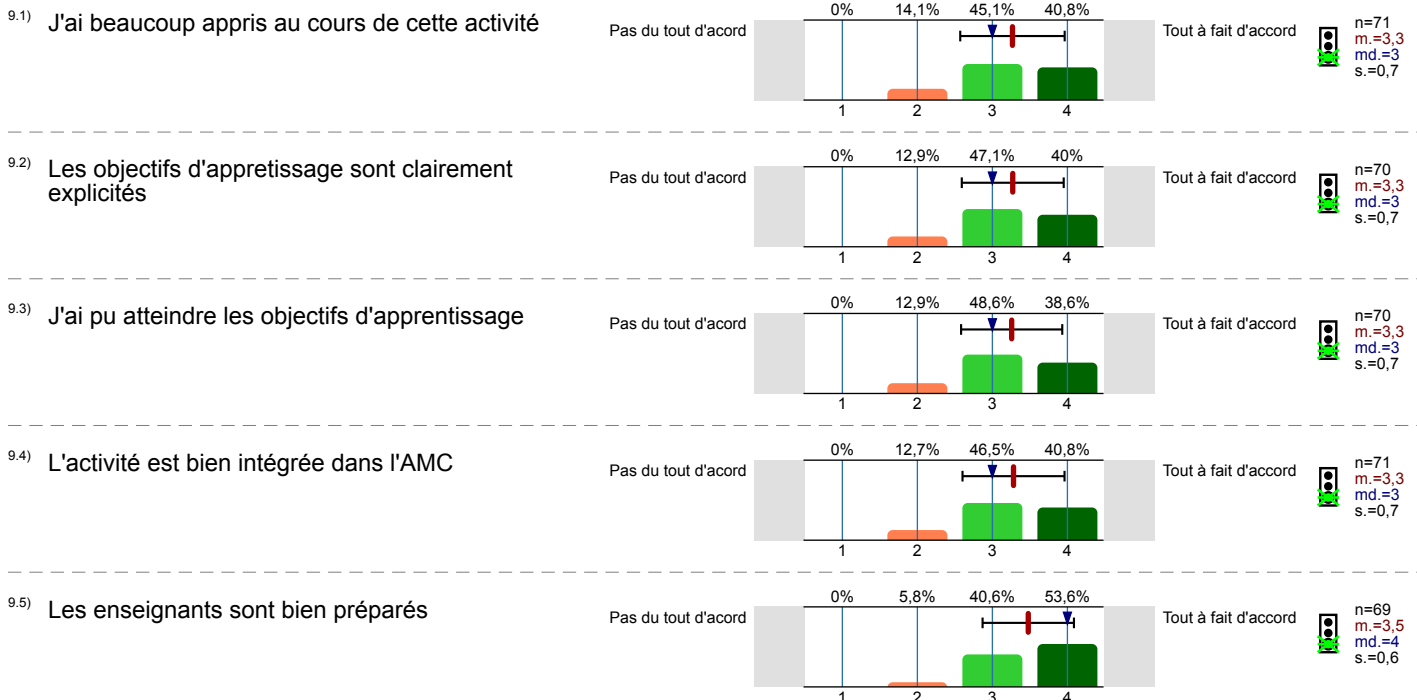 9.1) J'ai beaucoup appris au cours de cette activité
Pas du tout d'acord
0% 14,1% 45,1% 40,8%
1 2 3 4
Tout à fait d'accord
n=71
m.=3,3
md.=3
s.=0,7
9.2) Les objectifs d'appretissage sont clairement
explicités
Pas du tout d'acord
0% 12,9% 47,1% 40%
1 2 3 4
Tout à fait d'accord
n=70
m.=3,3
md.=3
s.=0,7
9.3) J'ai pu atteindre les objectifs d'apprentissage
Pas du tout d'acord
0% 12,9% 48,6% 38,6%
1 2 3 4
Tout à fait d'accord
n=70
m.=3,3
md.=3
s.=0,7
9.4) L'activité est bien intégrée dans l'AMC
Pas du tout d'acord
0% 12,7% 46,5% 40,8%
1 2 3 4
Tout à fait d'accord
n=71
m.=3,3
md.=3
s.=0,7
9.5) Les enseignants sont bien préparés
Pas du tout d'acord
0% 5,8% 40,6% 53,6%
1 2 3 4
Tout à fait d'accord
n=69
m.=3,5
md.=4
s.=0,6